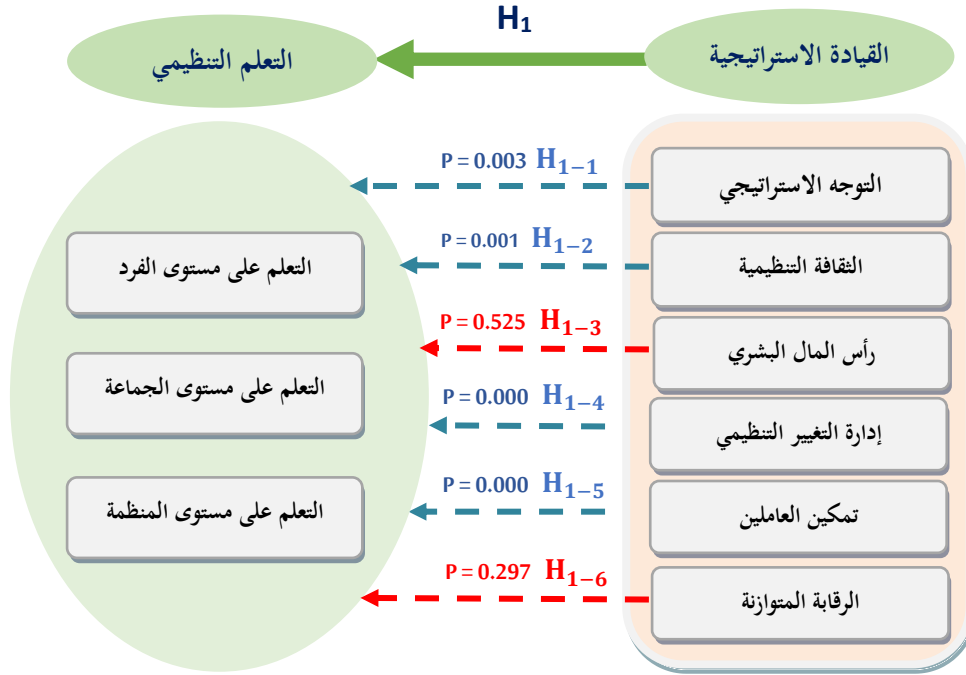 H₁
القيادة الاستراتيجية
التعلم التنظيمي
التوجه الاستراتيجي
P = 0.003 H₁₋₁
الثقافة التنظيمية
P = 0.001 H₁₋₂
التعلم على مستوى الفرد
رأس المال البشري
P = 0.525 H₁₋₃
التعلم على مستوى الجماعة
إدارة التغيير التنظيمي
P = 0.000 H₁₋₄
تمكين العاملين
P = 0.000 H₁₋₅
التعلم على مستوى المنظمة
الرقابة المتوازنة
P = 0.297 H₁₋₆